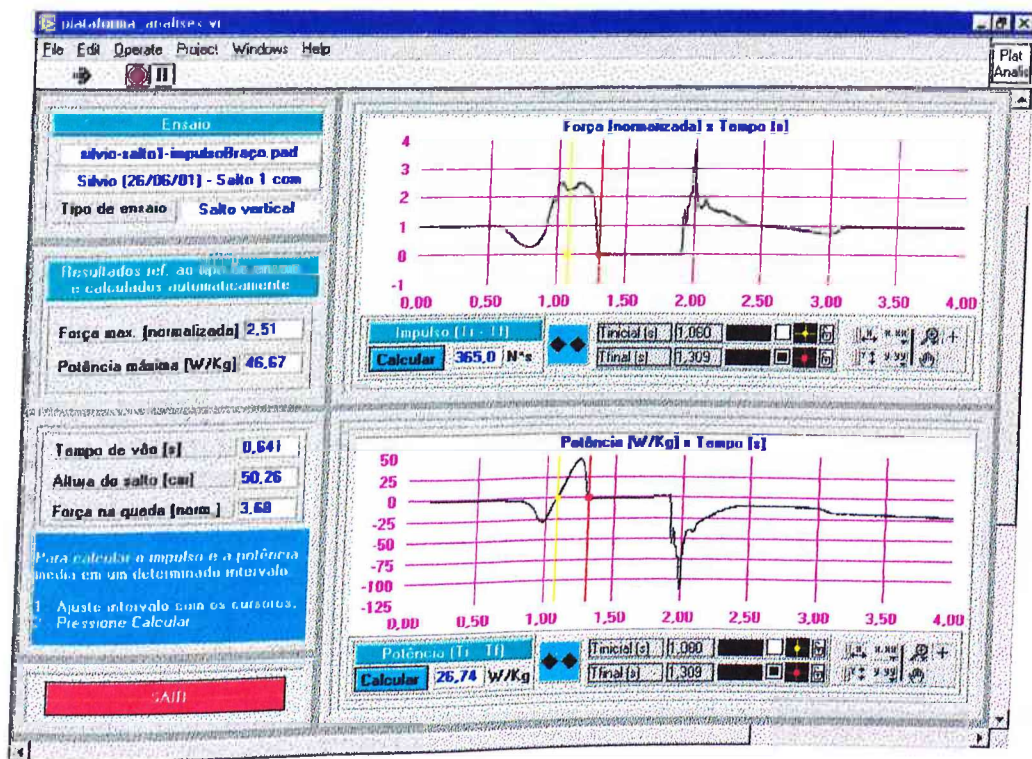 plataforma_analises.vi
File Edit Operate Project Windows Help
Plat
Analis
Ensaio
silvio-salto1-impulsoBraço.pad
Silvio (26/06/01) - Salto 1 com
Tipo de ensaio Salto vertical
Resultados ref. ao tipo de ensaio
e calculados automaticamente
Força max. [normalizada] 2,51
Potência máxima [W/Kg] 46,67
Tempo de vôo [s] 0,641
Altura do salto [cm] 50,26
Força na queda [norm.] 3,68
Para calcular o impulso e a potência
média em um determinado intervalo
1 Ajuste intervalo com os cursores.
Pressione Calcular
SAIR
Força [normalizada] x Tempo [s]
4
3
2
1
0
-1
0,00 0,50 1,00 1,50 2,00 2,50 3,00 3,50 4,00
Impulso (Ti - Tf)
Calcular 365,0 N*s
Tinicial (s) 1,080
Tfinal (s) 1,309
Potência [W/Kg] x Tempo [s]
50
25
0
-25
-50
-75
-100
-125
0,00 0,50 1,00 1,50 2,00 2,50 3,00 3,50 4,00
Potência (Ti Tf)
Calcular 26,74 W/Kg
Tinicial (s) 1,080
Tfinal (s) 1,309